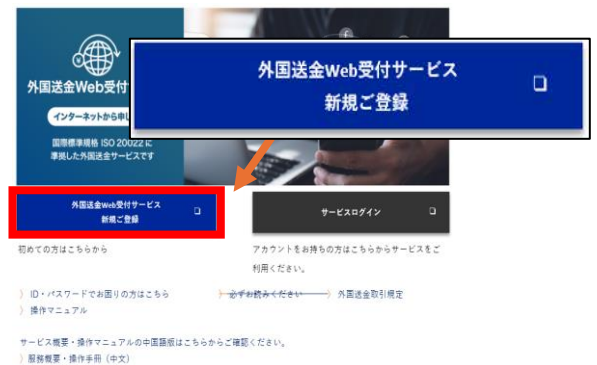 外国送金Web受付
インターネットから申し
国際標準規格 ISO 20022 に
準拠した外国送金サービスです
外国送金Web受付サービス
新規ご登録
外国送金Web受付サービス
新規ご登録
サービスログイン
初めての方はこちらから
アカウントをお持ちの方はこちらからサービスをご
利用ください。
〉 ID・パスワードでお困りの方はこちら
〉 必ずお読みください
〉 外国送金取引規定
〉 操作マニュアル
サービス概要・操作マニュアルの中国語版はこちらからご確認ください。
〉 服務概要・操作手冊（中文）